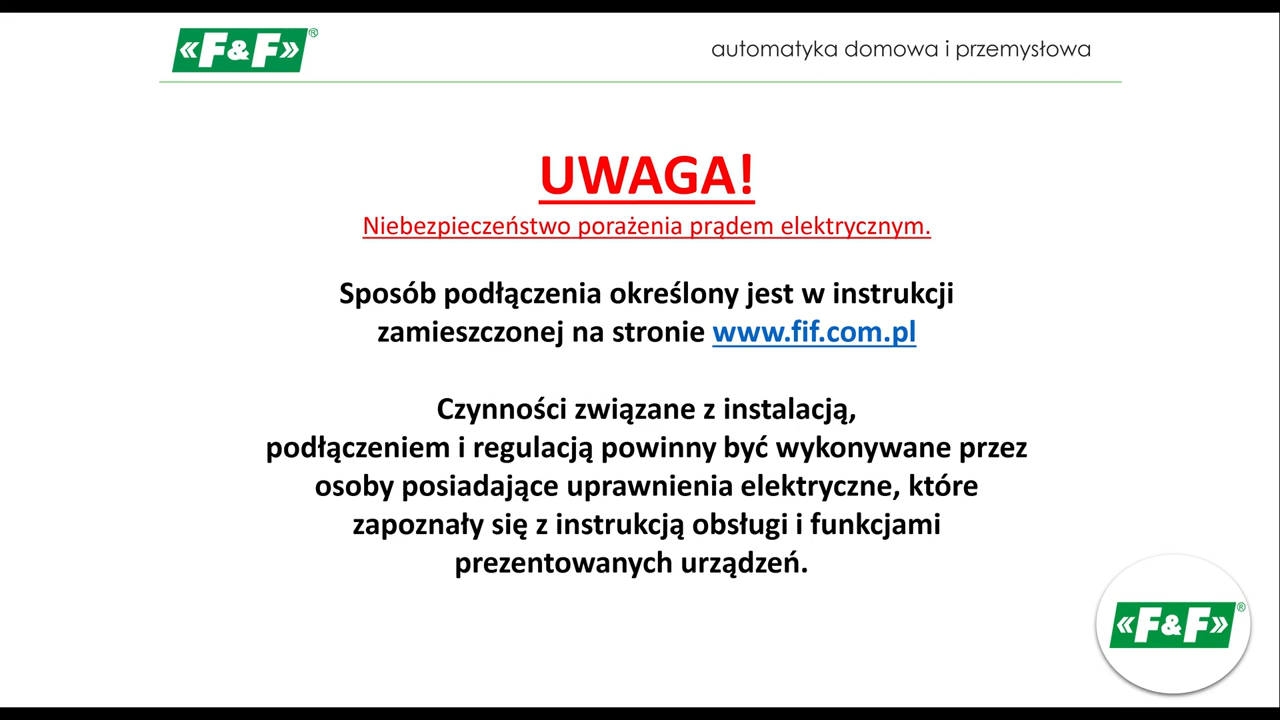 «F&F»®
automatyka domowa i przemysłowa
UWAGA!
Niebezpieczeństwo porażenia prądem elektrycznym.
Sposób podłączenia określony jest w instrukcji
zamieszczonej na stronie www.fif.com.pl
Czynności związane z instalacją,
podłączeniem i regulacją powinny być wykonywane przez
osoby posiadające uprawnienia elektryczne, które
zapoznały się z instrukcją obsługi i funkcjami
prezentowanych urządzeń.
«F&F»®